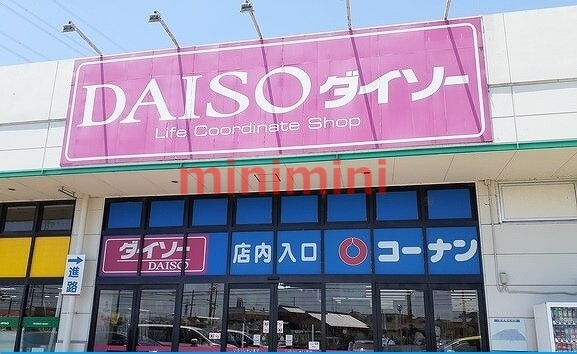 DAISO ダイソー
Life Coordinate Shop
minimini
ダイソー
DAISO
店内入口
コーナン
進路